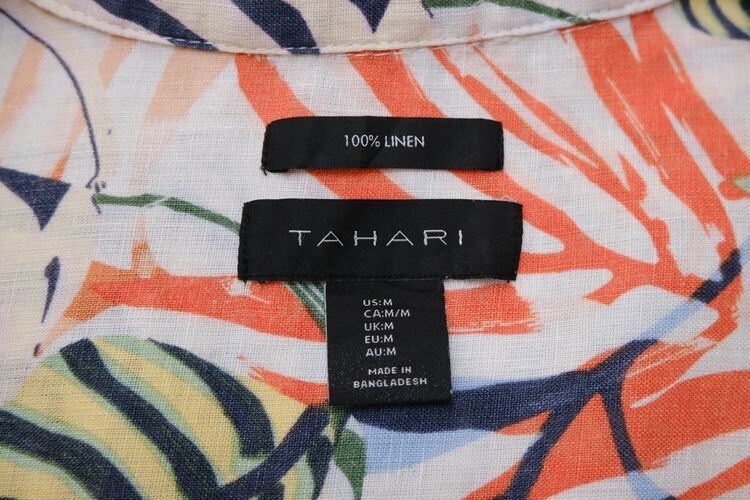 100% LINEN
TAHARI
US:M
CA:M/M
UK:M
EU:M
AU:M
MADE IN
BANGLADESH